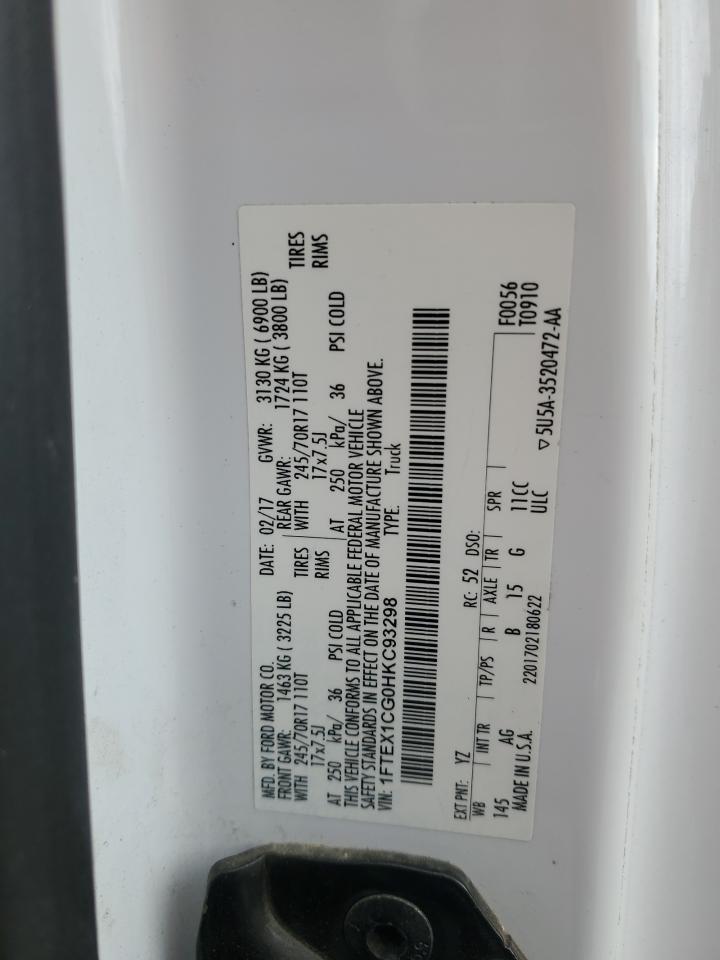 MFD. BY FORD MOTOR CO. DATE: 02/17 GVWR: 3130 KG ( 6900 LB)
FRONT GAWR: 1463 KG ( 3225 LB) REAR GAWR: 1724 KG ( 3800 LB)
WITH 245/70R17 110T TIRES WITH 245/70R17 110T TIRES
17x7.5J RIMS 17x7.5J RIMS
AT 250 kPa/ 36 PSI COLD AT 250 kPa/ 36 PSI COLD
THIS VEHICLE CONFORMS TO ALL APPLICABLE FEDERAL MOTOR VEHICLE
SAFETY STANDARDS IN EFFECT ON THE DATE OF MANUFACTURE SHOWN ABOVE.
VIN: 1FTEX1CG0HKC93298 TYPE: Truck
EXT PNT: YZ RC: 52 DSO:
WB INT TR TP/PS R AXLE TR SPR F0056
145 AG B 15 G 11CC T0910
MADE IN U.S.A. 2201702180622 ULC
▽5U5A-3520472-AA